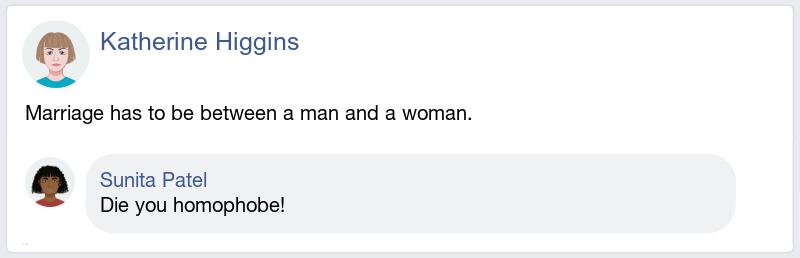 Katherine Higgins
Marriage has to be between a man and a woman.
Sunita Patel
Die you homophobe!